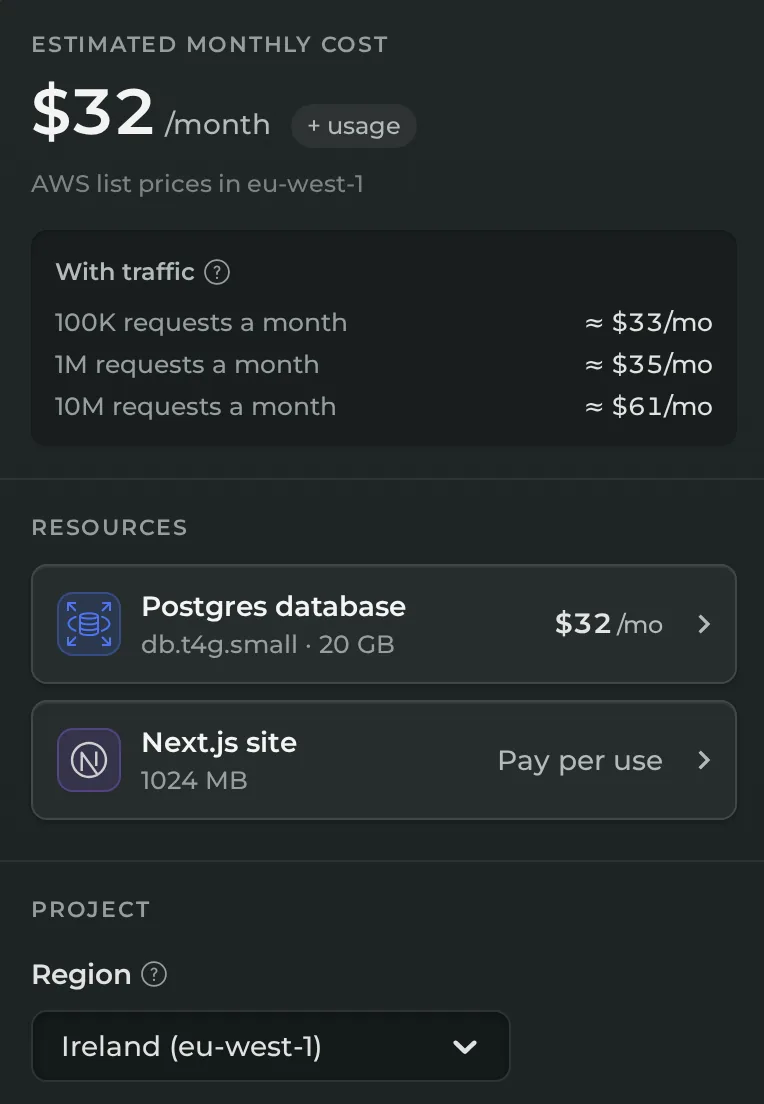 ESTIMATED MONTHLY COST
$32 /month + usage
AWS list prices in eu-west-1
With traffic ?
100K requests a month ≈ $33/mo
1M requests a month ≈ $35/mo
10M requests a month ≈ $61/mo
RESOURCES
Postgres database
db.t4g.small · 20 GB
$32 /mo
Next.js site
1024 MB
Pay per use
PROJECT
Region ?
Ireland (eu-west-1)